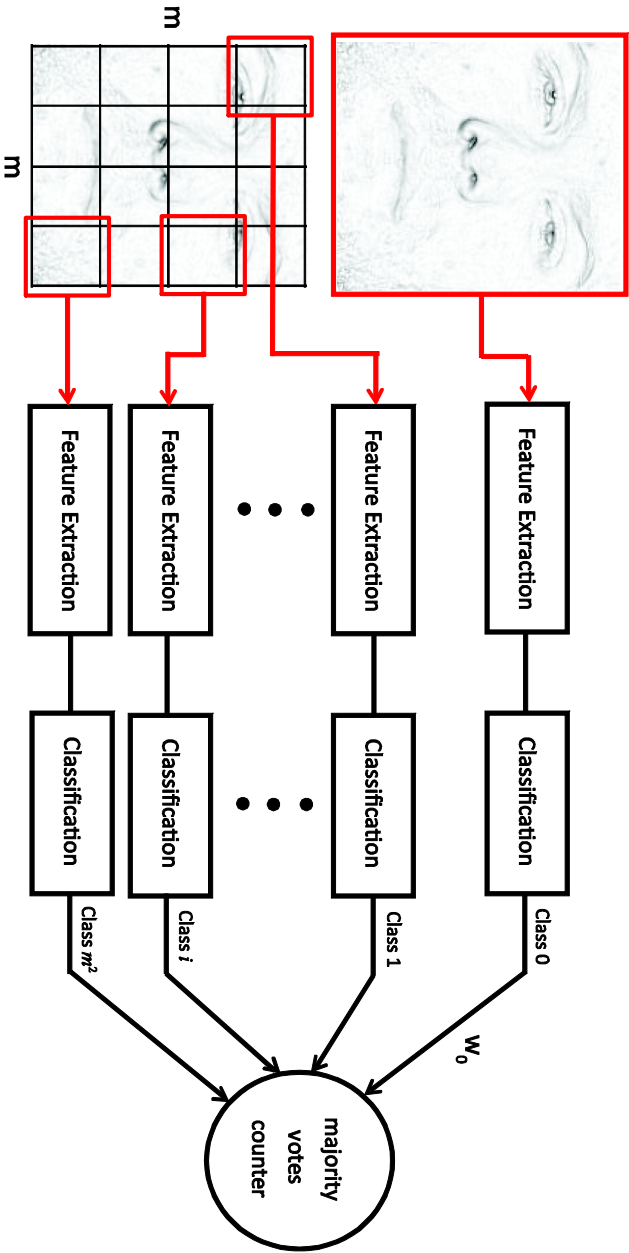 Feature Extraction
Classification
Class 0
W₀
Feature Extraction
Classification
Class 1
majority
votes
counter
m
Feature Extraction
Classification
Class i
Feature Extraction
Classification
Class m²
m